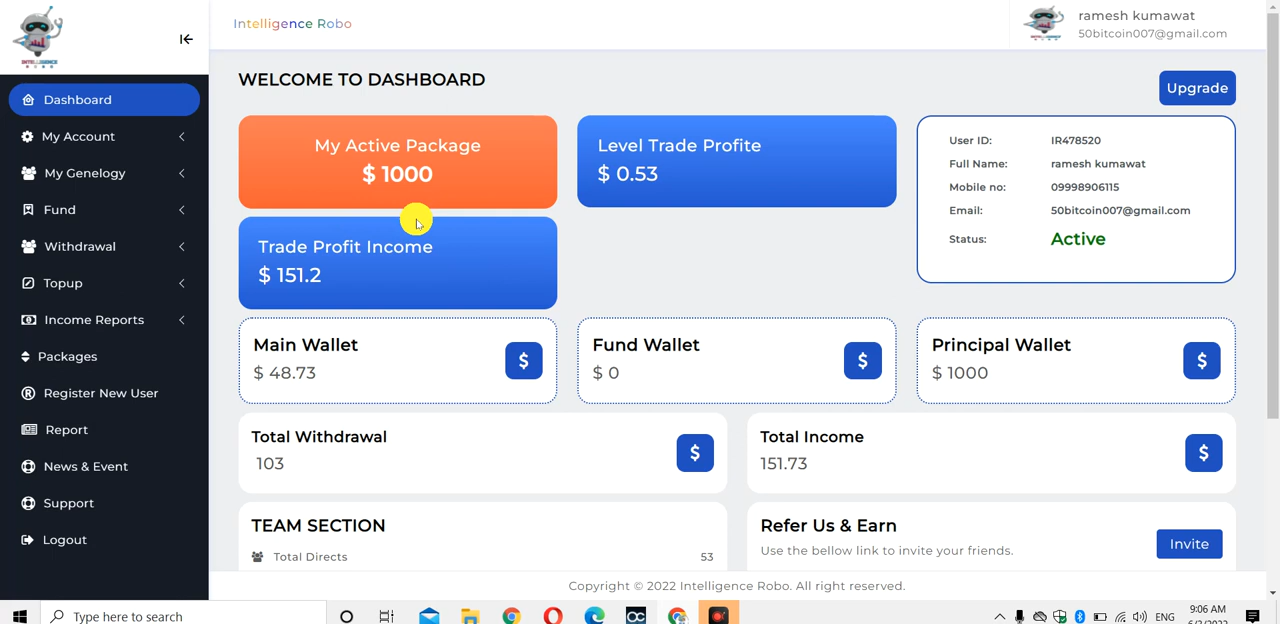 INTELLIGENCE
Intelligence Robo
ramesh kumawat
50bitcoin007@gmail.com
Dashboard
My Account
My Genelogy
Fund
Withdrawal
Topup
Income Reports
Packages
Register New User
Report
News & Event
Support
Logout
WELCOME TO DASHBOARD
Upgrade
My Active Package
$ 1000
Level Trade Profite
$ 0.53
Trade Profit Income
$ 151.2
User ID: IR478520
Full Name: ramesh kumawat
Mobile no: 09998906115
Email: 50bitcoin007@gmail.com
Status: Active
Main Wallet
$ 48.73
Fund Wallet
$ 0
Principal Wallet
$ 1000
Total Withdrawal
103
Total Income
151.73
TEAM SECTION
Total Directs 53
Refer Us & Earn
Use the bellow link to invite your friends.
Invite
Copyright © 2022 Intelligence Robo. All right reserved.
Type here to search
ENG
9:06 AM